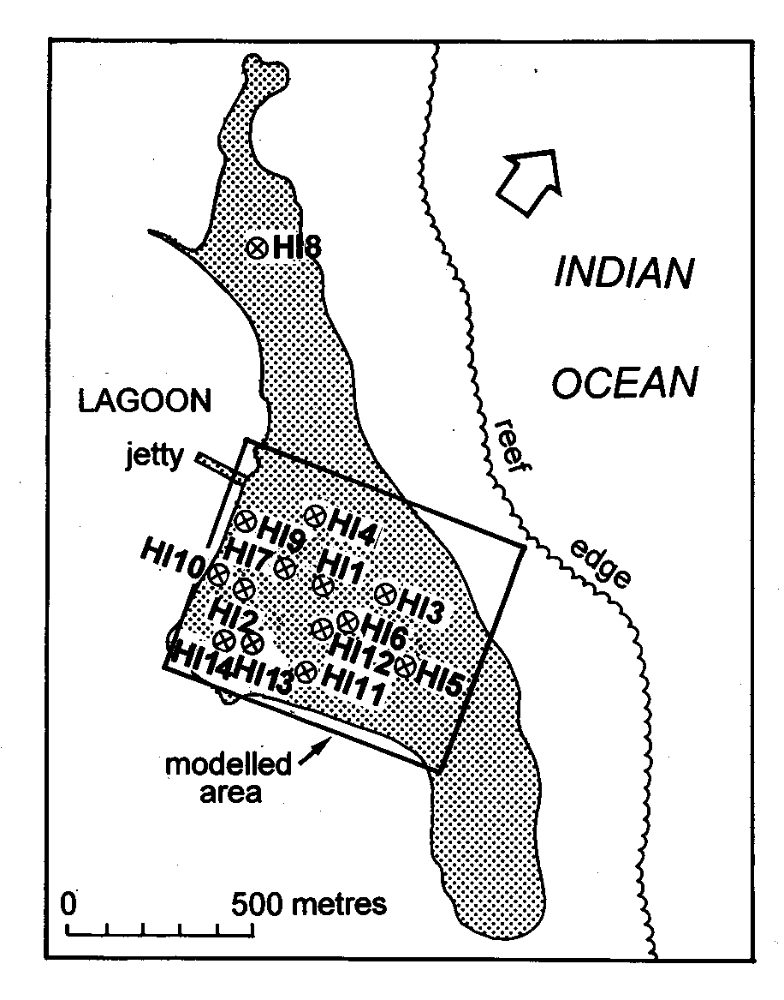 HI8
INDIAN
OCEAN
LAGOON
jetty
reef
edge
HI4
HI9
HI10
HI7
HI1
HI3
HI2
HI6
HI12
HI5
HI14
HI13
HI11
modelled
area
0 500 metres